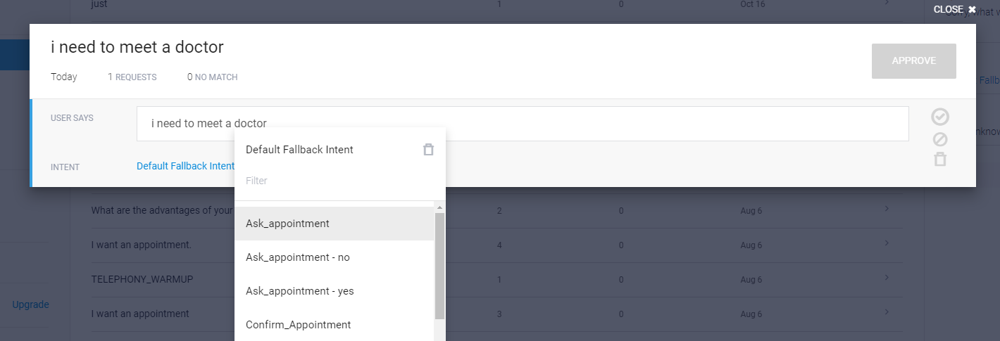 just 1 0 Oct 16
CLOSE ✖
what w
i need to meet a doctor
APPROVE
Today 1 REQUESTS 0 NO MATCH
Fallb
USER SAYS i need to meet a doctor
Default Fallback Intent
INTENT Default Fallback Intent
Filter
What are the advantages of your 2 0 Aug 6
Ask_appointment
I want an appointment. 4 0 Aug 6
Ask_appointment - no
TELEPHONY_WARMUP 1 0 Aug 6
Ask_appointment - yes
Upgrade
I want an appointment 3 0 Aug 6
Confirm_Appointment